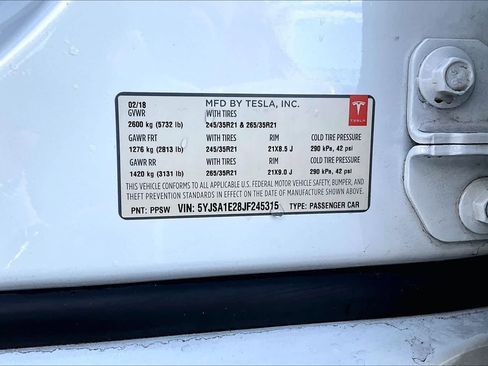 02/18 MFD BY TESLA, INC.
GVWR WITH TIRES
2600 kg (5732 lb) 245/35R21 & 265/35R21
TESLA
GAWR FRT WITH TIRES RIM COLD TIRE PRESSURE
1276 kg (2813 lb) 245/35R21 21X8.5 J 290 kPa, 42 psi
GAWR RR WITH TIRES RIM COLD TIRE PRESSURE
1420 kg (3131 lb) 265/35R21 21X9.0 J 290 kPa, 42 psi
THIS VEHICLE CONFORMS TO ALL APPLICABLE U.S. FEDERAL MOTOR VEHICLE SAFETY, BUMPER, AND
THEFT PREVENTION STANDARDS IN EFFECT ON THE DATE OF MANUFACTURE SHOWN ABOVE.
PNT: PPSW VIN: 5YJSA1E28JF245315 TYPE: PASSENGER CAR